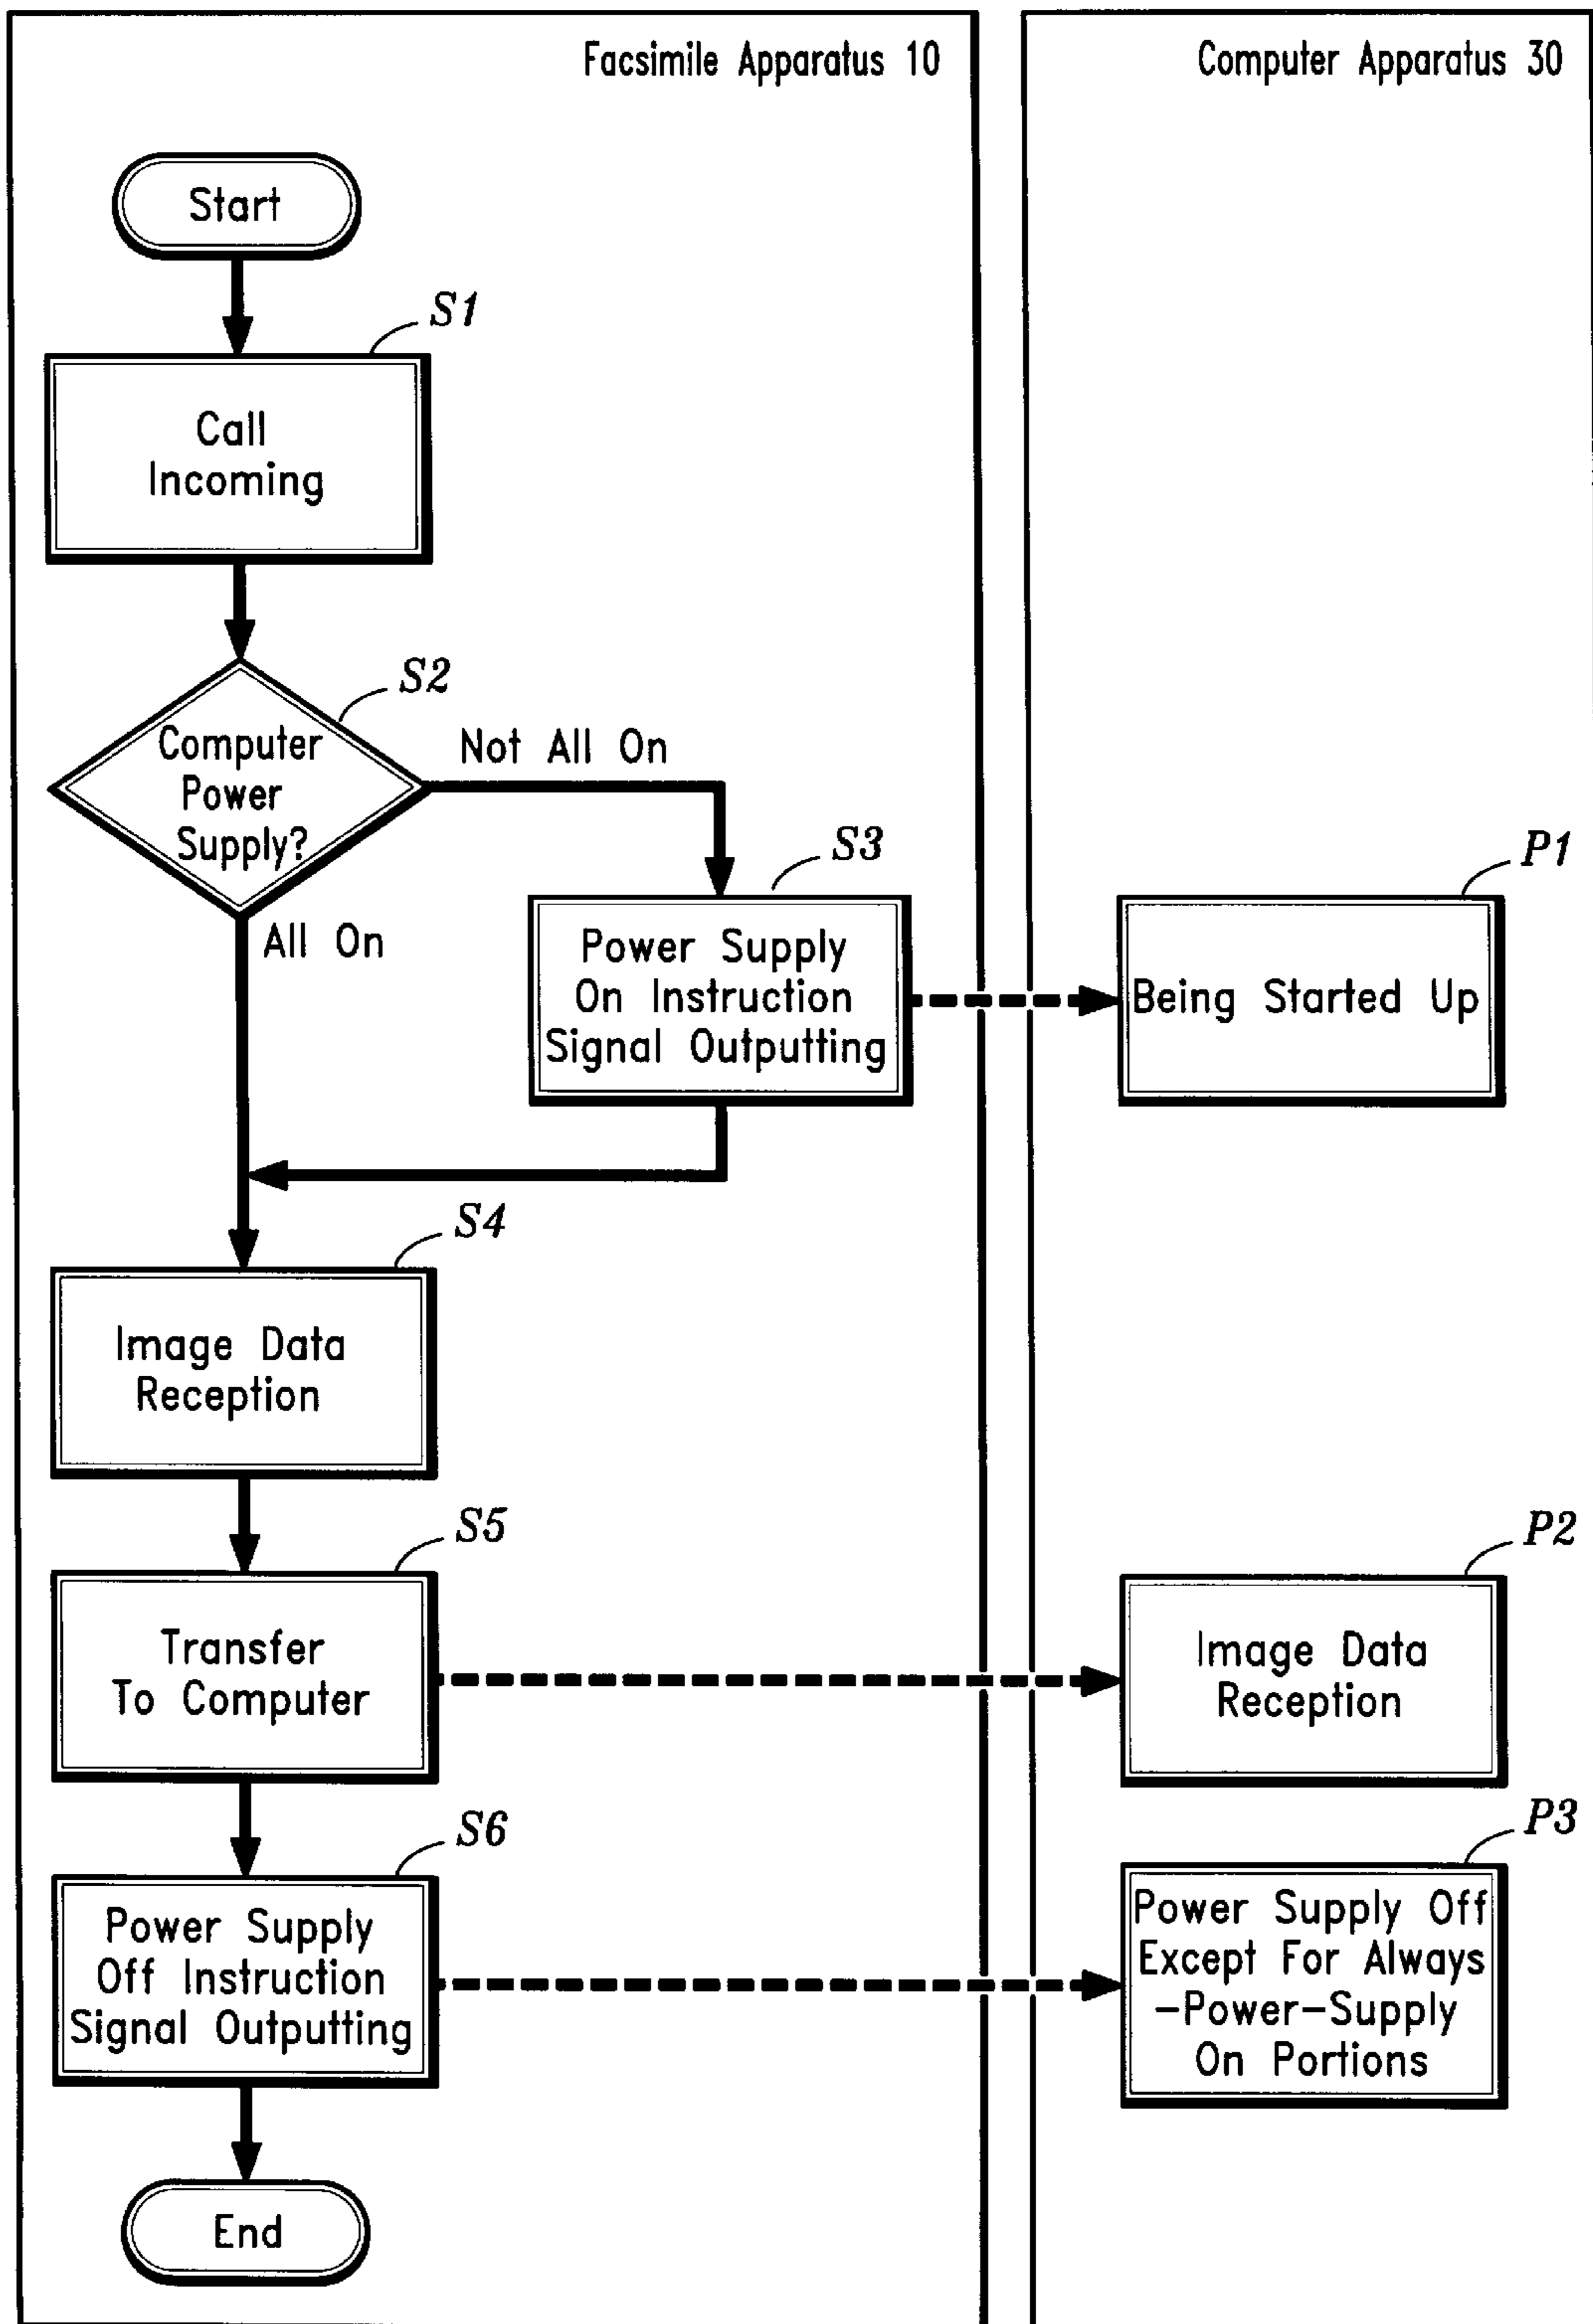 Facsimile Apparatus 10
Computer Apparatus 30
Start
S1
Call
Incoming
S2
Computer
Power
Supply?
Not All On
All On
S3
Power Supply
On Instruction
Signal Outputting
P1
Being Started Up
S4
Image Data
Reception
S5
Transfer
To Computer
P2
Image Data
Reception
S6
Power Supply
Off Instruction
Signal Outputting
P3
Power Supply Off
Except For Always
-Power-Supply
On Portions
End